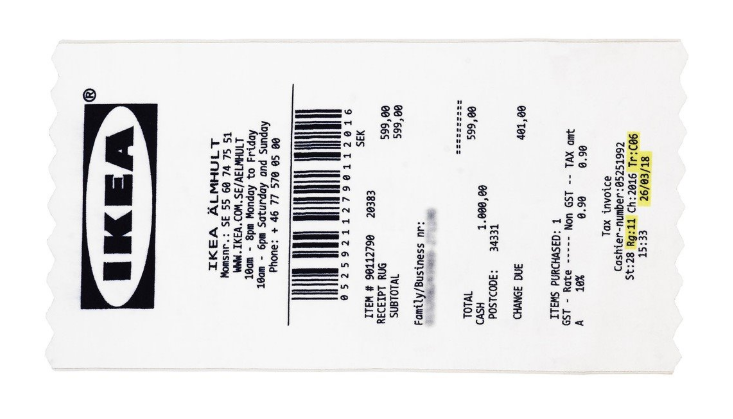 IKEA®
IKEA ÄLMHULT
Momsnr.: SE 55 60 74 75 51
WWW.IKEA.COM.SE/AELMHULT
10am - 8pm Monday to Friday
10am - 6pm Saturday and Sunday
Phone: + 46 77 570 05 00
052592112790112016
SEK
ITEM # 90112790 20383
RECEIPT RUG 599,00
SUBTOTAL 599,00
Family/Business nr:
===========
TOTAL 599,00
CASH 1.000,00
POSTCODE: 34331
CHANGE DUE 401,00
ITEMS PURCHASED: 1
GST - Rate ------ Non GST -- TAX amt
A 10% 0.90 0.90
Tax invoice
Cashier-number:05251992
St:28 Rg:11 Ch:2016 Tr:C06
15:33 26/03/18